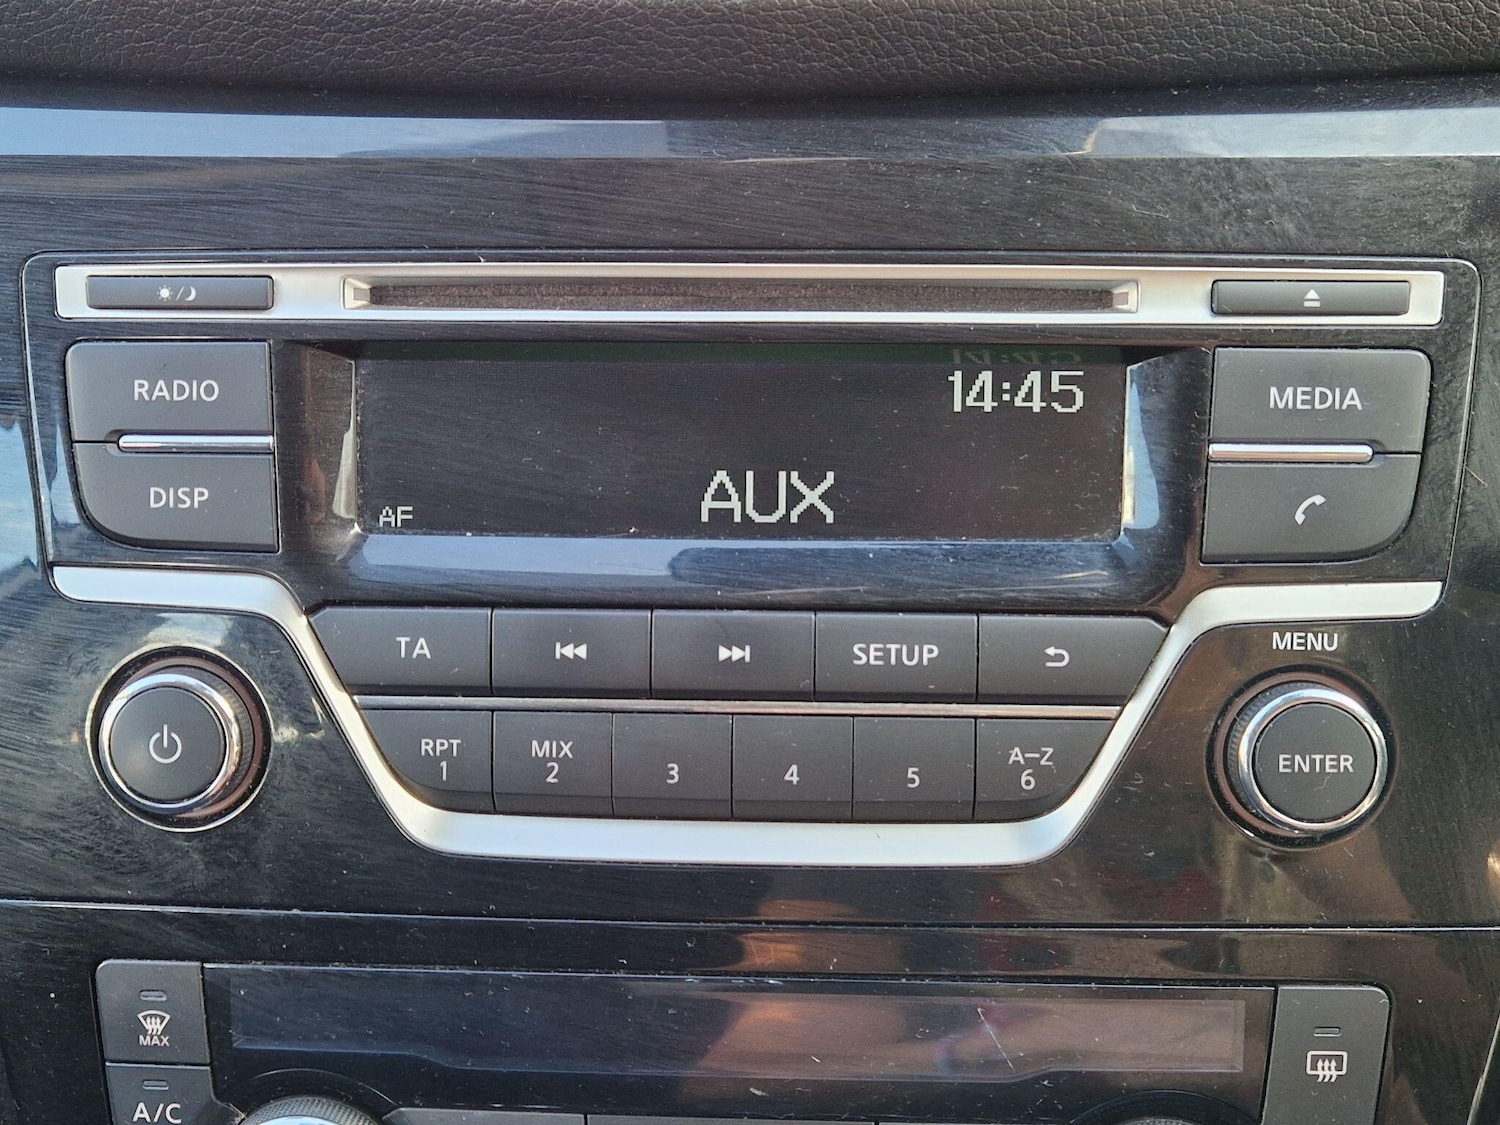 14:45
RADIO
MEDIA
AUX
DISP
AF
MENU
TA
SETUP
RPT
1
MIX
2
3
4
5
A-Z
6
ENTER
MAX
A/C